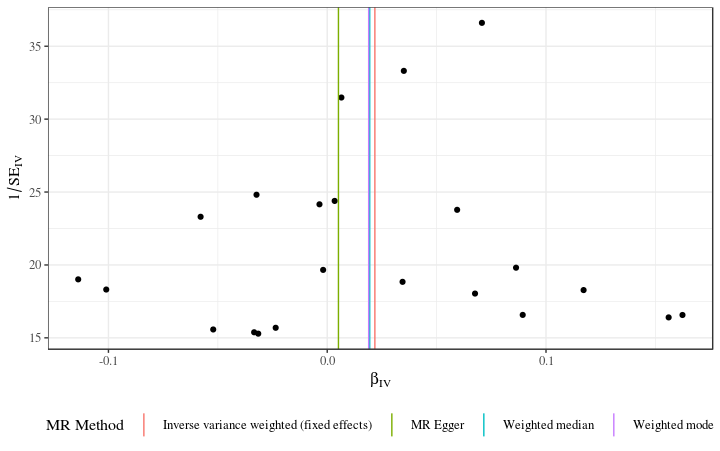 35
30
25
20
15
1/SE_IV
-0.1
0.0
0.1
β_IV
MR Method
Inverse variance weighted (fixed effects)
MR Egger
Weighted median
Weighted mode